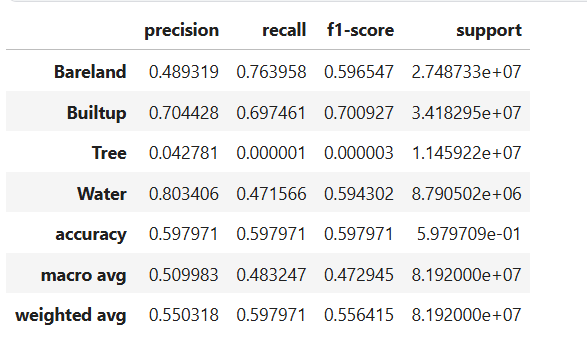 precision recall f1-score support
Bareland 0.489319 0.763958 0.596547 2.748733e+07
Builtup 0.704428 0.697461 0.700927 3.418295e+07
Tree 0.042781 0.000001 0.000003 1.145922e+07
Water 0.803406 0.471566 0.594302 8.790502e+06
accuracy 0.597971 0.597971 0.597971 5.979709e-01
macro avg 0.509983 0.483247 0.472945 8.192000e+07
weighted avg 0.550318 0.597971 0.556415 8.192000e+07